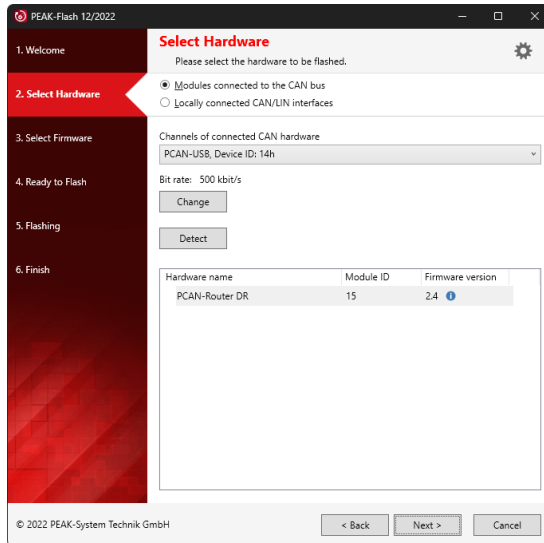 PEAK-Flash 12/2022
1. Welcome
2. Select Hardware
3. Select Firmware
4. Ready to Flash
5. Flashing
6. Finish
Select Hardware
Please select the hardware to be flashed.
Modules connected to the CAN bus
Locally connected CAN/LIN interfaces
Channels of connected CAN hardware
PCAN-USB, Device ID: 14h
Bit rate: 500 kbit/s
Change
Detect
Hardware name Module ID Firmware version
PCAN-Router DR 15 2.4
© 2022 PEAK-System Technik GmbH
< Back Next > Cancel